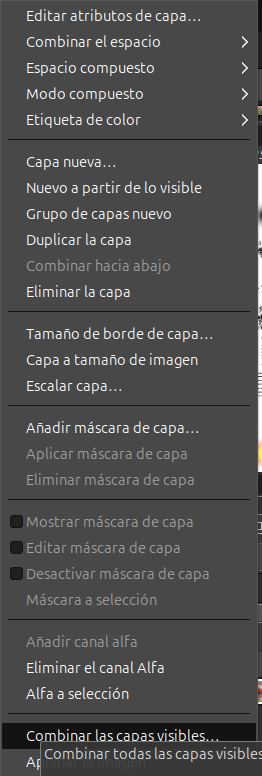 Editar atributos de capa…
Combinar el espacio
Espacio compuesto
Modo compuesto
Etiqueta de color
Capa nueva…
Nuevo a partir de lo visible
Grupo de capas nuevo
Duplicar la capa
Combinar hacia abajo
Eliminar la capa
Tamaño de borde de capa…
Capa a tamaño de imagen
Escalar capa…
Añadir máscara de capa…
Aplicar máscara de capa
Eliminar máscara de capa
Mostrar máscara de capa
Editar máscara de capa
Desactivar máscara de capa
Máscara a selección
Añadir canal alfa
Eliminar el canal Alfa
Alfa a selección
Combinar las capas visibles…
Combinar todas las capas visibles